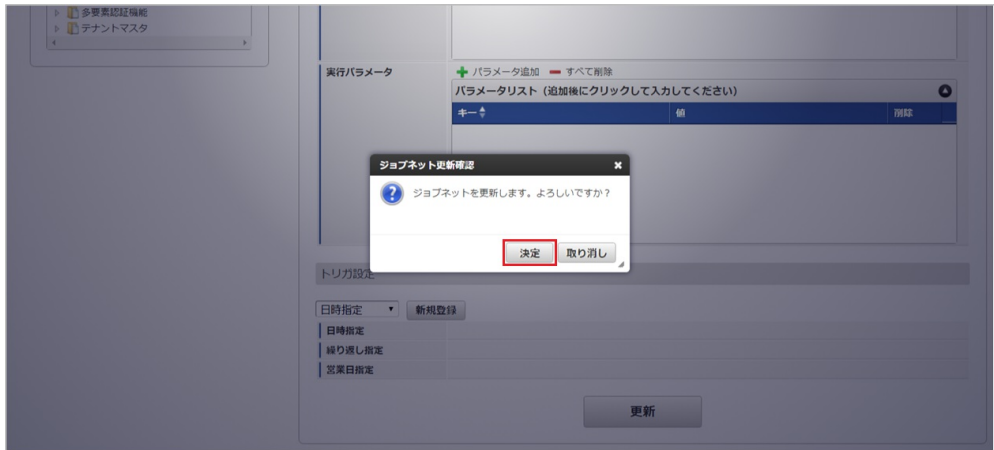 多要素認証機能
テナントマスタ
実行パラメータ
パラメータ追加 すべて削除
パラメータリスト（追加後にクリックして入力してください）
キー 値 削除
ジョブネット更新確認
ジョブネットを更新します。よろしいですか？
決定 取り消し
トリガ設定
日時指定 新規登録
日時指定
繰り返し指定
営業日指定
更新